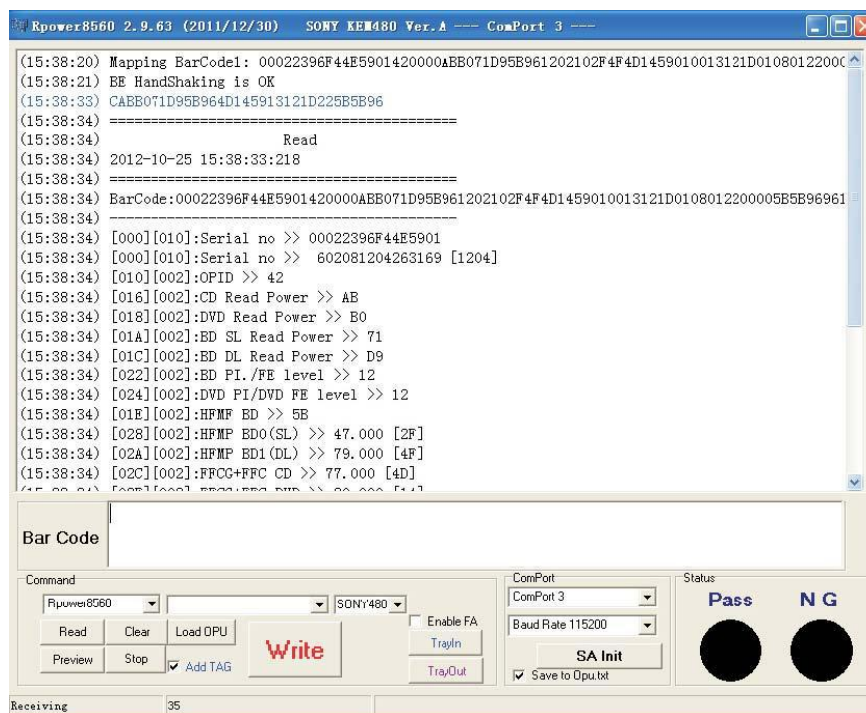 Rpower8560 2.9.63 (2011/12/30)    SONY KEM480 Ver.A --- ComPort 3 ---
(15:38:20) Mapping BarCode1: 00022396F44E5901420000ABB071D95B961202102F4F4D1459010013121D01080122000
(15:38:21) BE HandShaking is OK
(15:38:33) CABB071D95B964D145913121D225B5B96
(15:38:34) ==========================================
(15:38:34) Read
(15:38:34) 2012-10-25 15:38:33:218
(15:38:34) ==========================================
(15:38:34) BarCode:00022396F44E5901420000ABB071D95B961202102F4F4D1459010013121D0108012200005B5B96961
(15:38:34) ------------------------------------------
(15:38:34) [000][010]:Serial no >> 00022396F44E5901
(15:38:34) [000][010]:Serial no >>  602081204263169 [1204]
(15:38:34) [010][002]:OPID >> 42
(15:38:34) [016][002]:CD Read Power >> AB
(15:38:34) [018][002]:DVD Read Power >> B0
(15:38:34) [01A][002]:BD SL Read Power >> 71
(15:38:34) [01C][002]:BD DL Read Power >> D9
(15:38:34) [022][002]:BD PI./FE level >> 12
(15:38:34) [024][002]:DVD PI/DVD FE level >> 12
(15:38:34) [01E][002]:HFMF BD >> 5B
(15:38:34) [028][002]:HFMP BD0(SL) >> 47.000 [2F]
(15:38:34) [02A][002]:HFMP BD1(DL) >> 79.000 [4F]
(15:38:34) [02C][002]:FFCG+FFC CD >> 77.000 [4D]
Bar Code
Command
Rpower8560 SONY480
Enable FA
Read Clear Load OPU
Write
TrayIn
Preview Stop Add TAG
TrayOut
ComPort
ComPort 3
Baud Rate 115200
SA Init
Save to Opu.txt
Status
Pass N G
Receiving 35